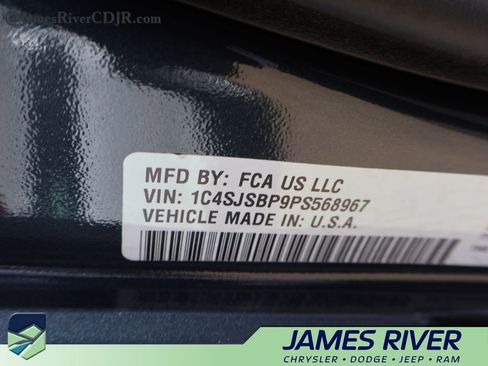 ©JamesRiverCDJR.com
MFD BY: FCA US LLC
VIN: 1C4SJSBP9PS568967
VEHICLE MADE IN: U.S.A.
JAMES RIVER
CHRYSLER • DODGE • JEEP • RAM